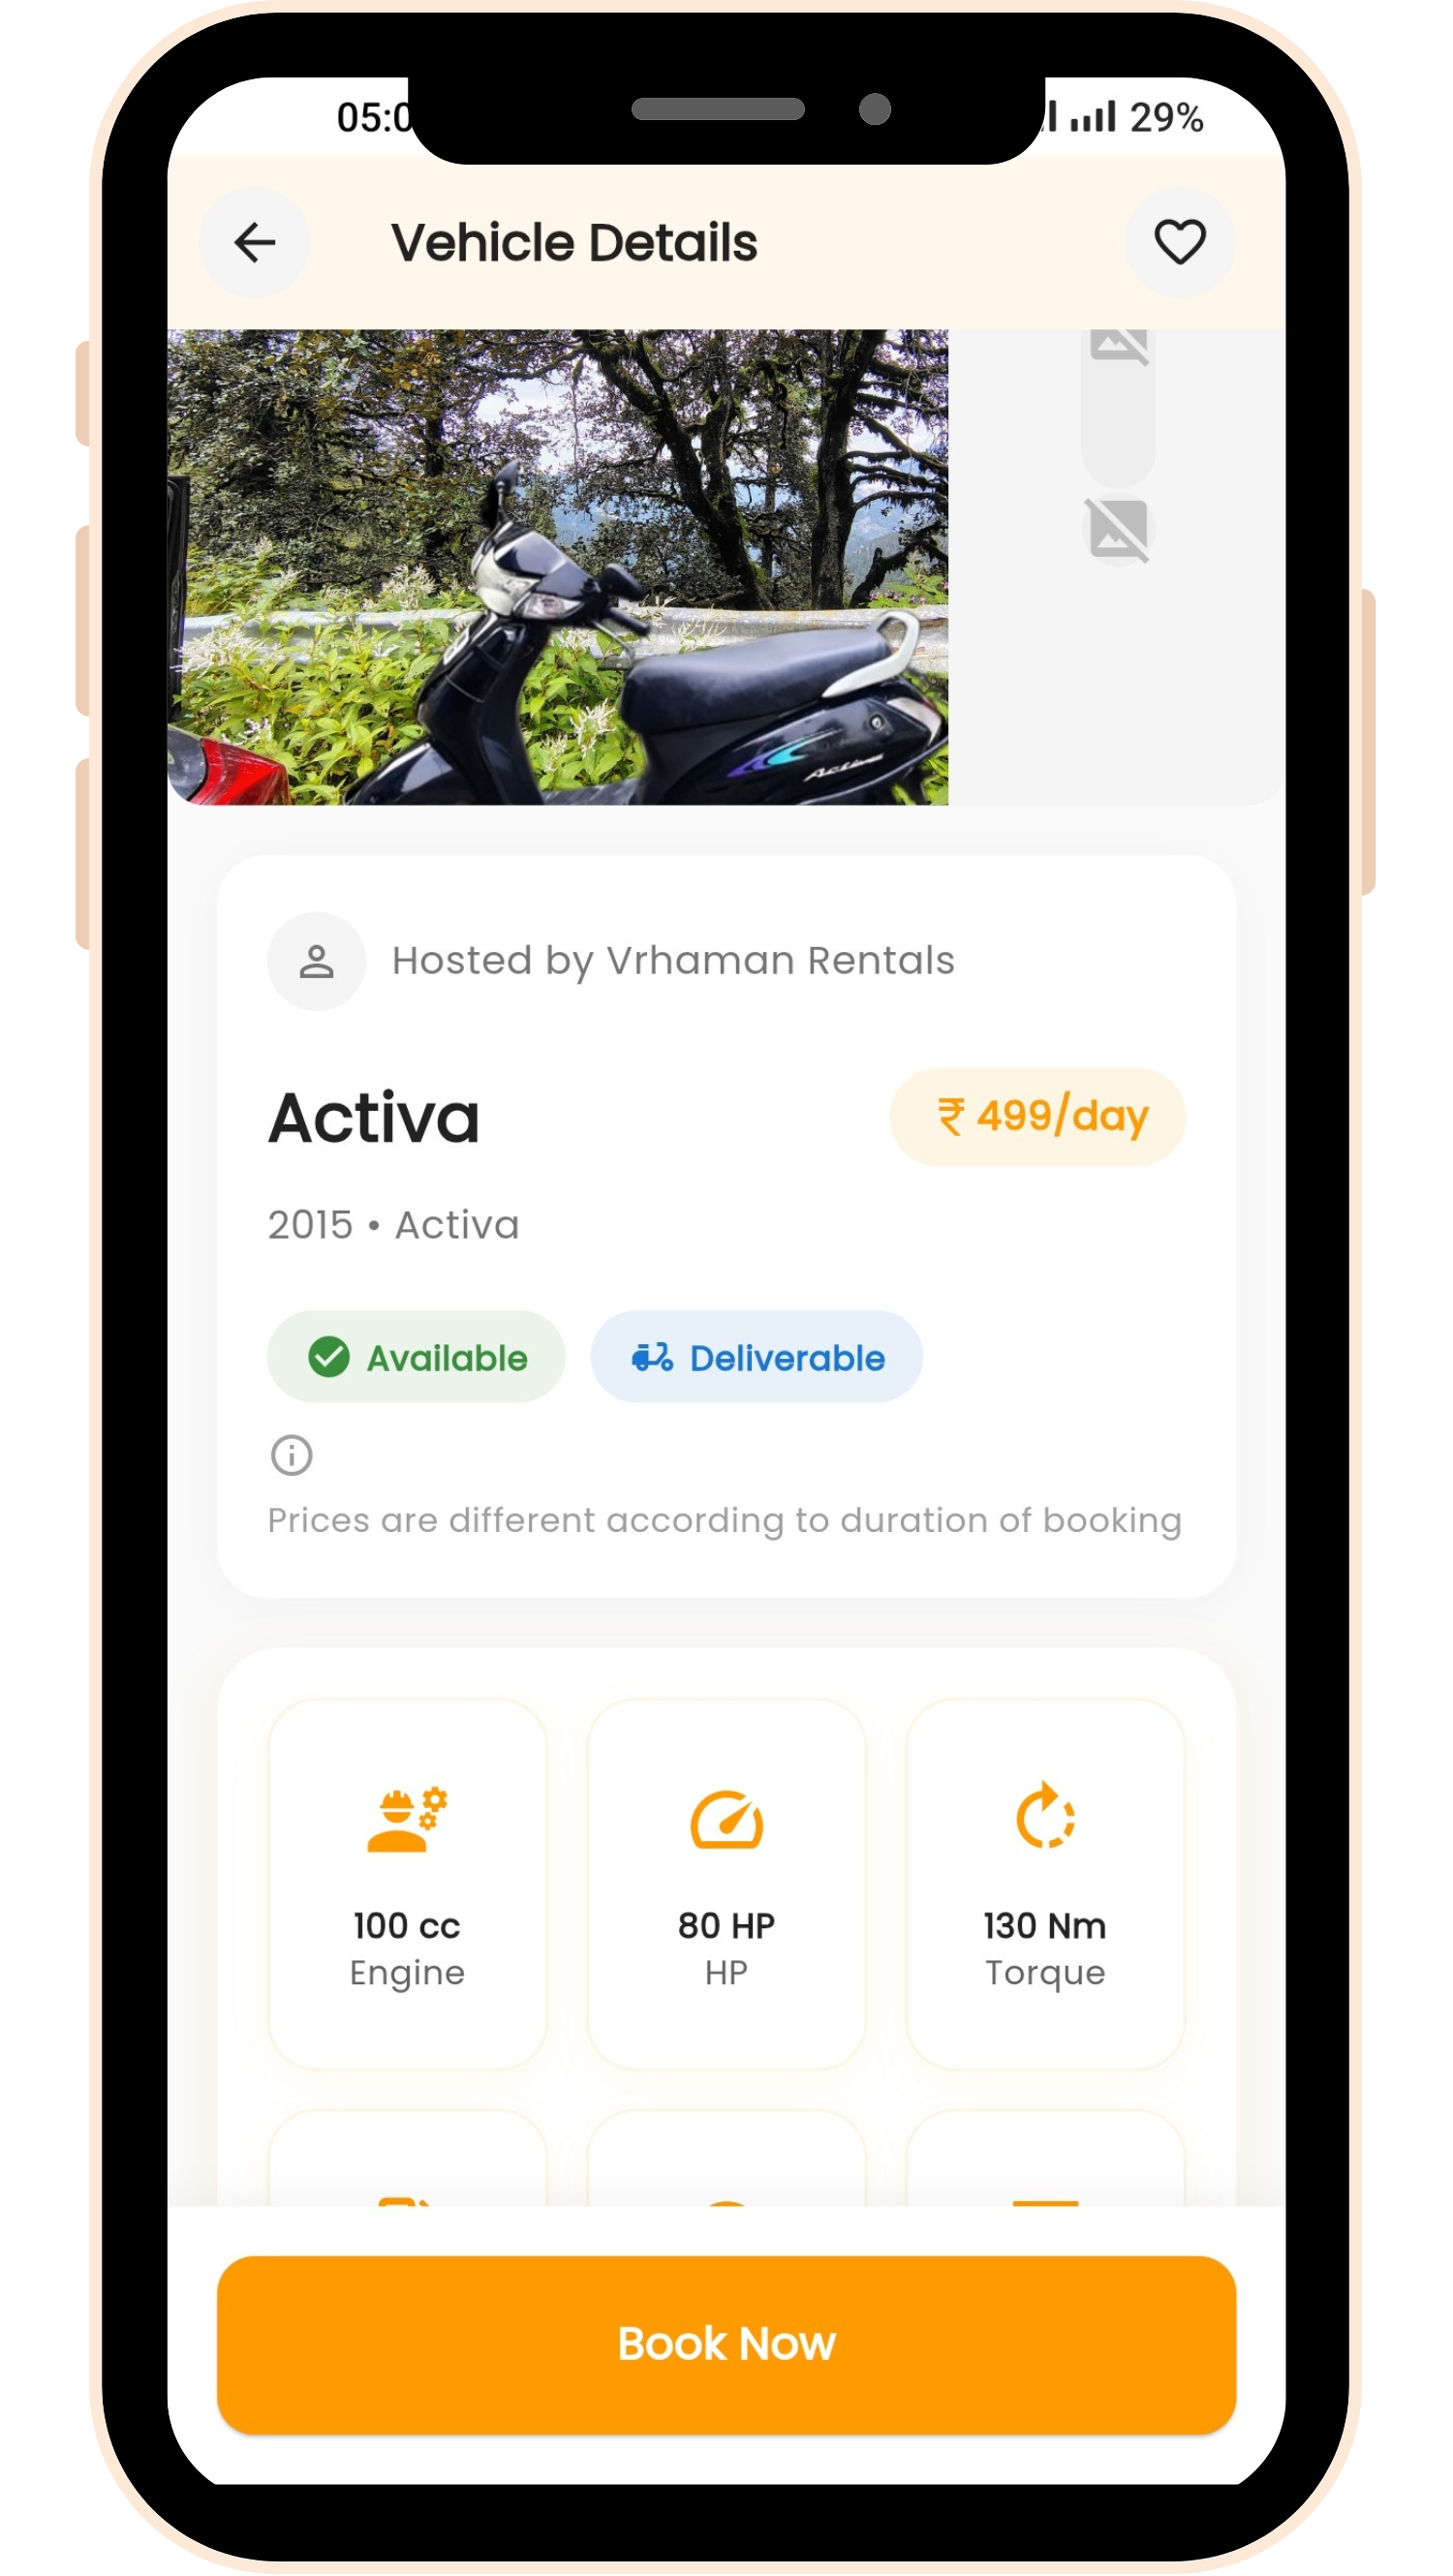 05:0
29%
Vehicle Details
Activa
Hosted by Vrhaman Rentals
Activa
₹ 499/day
2015 • Activa
Available
Deliverable
Prices are different according to duration of booking
100 cc
Engine
80 HP
HP
130 Nm
Torque
Book Now